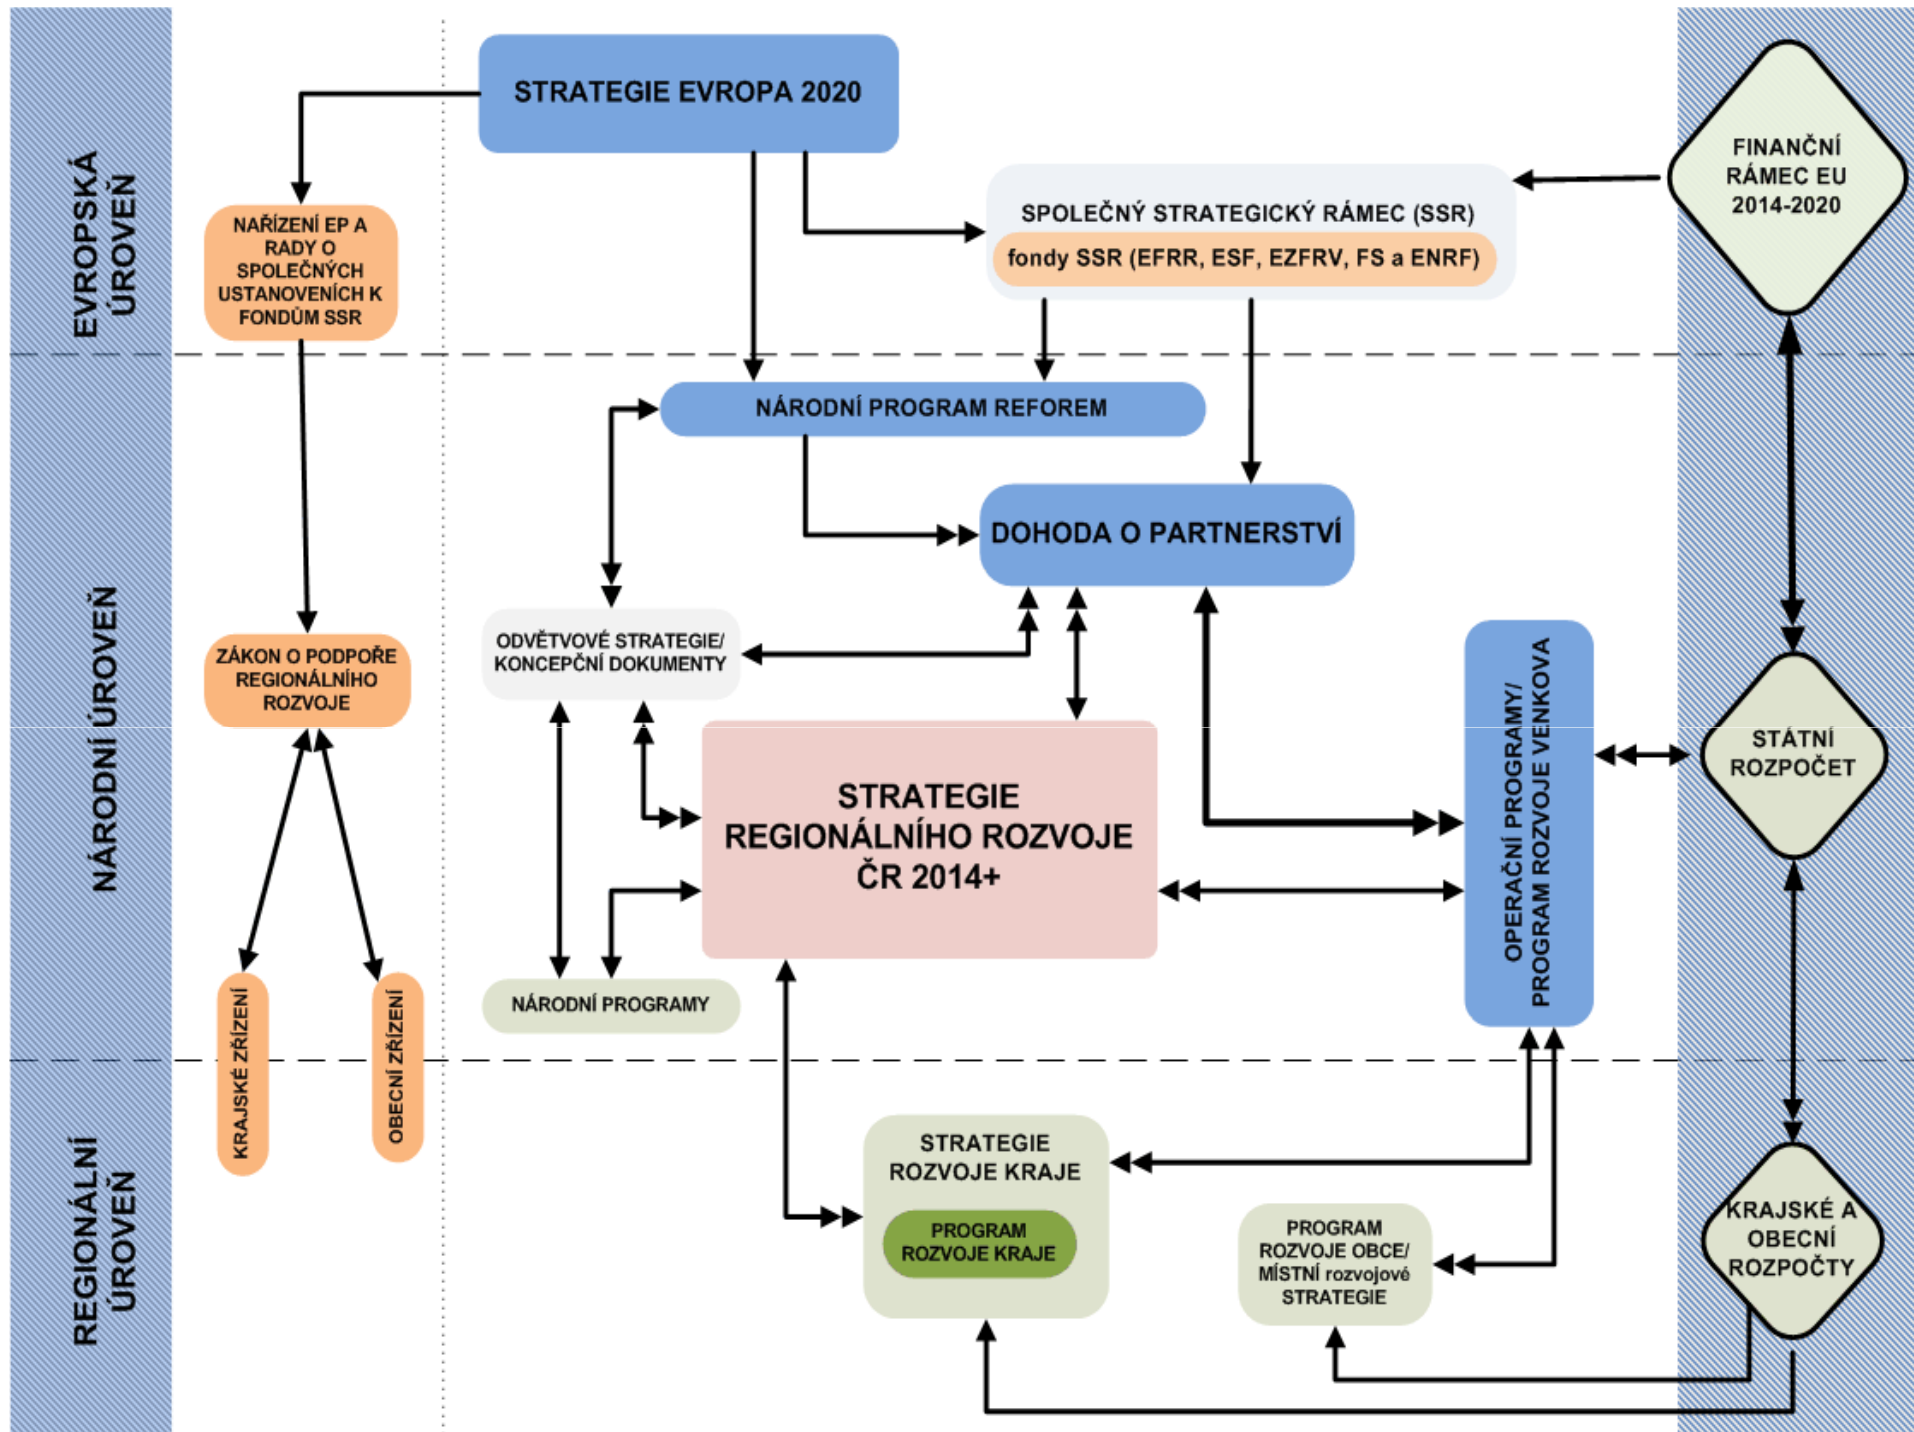 EVROPSKÁ
ÚROVEŇ
STRATEGIE EVROPA 2020
FINANČNÍ
RÁMEC EU
2014-2020
NAŘÍZENÍ EP A
RADY O
SPOLEČNÝCH
USTANOVENÍCH K
FONDŮM SSR
SPOLEČNÝ STRATEGICKÝ RÁMEC (SSR)
fondy SSR (EFRR, ESF, EZFRV, FS a ENRF)
NÁRODNÍ ÚROVEŇ
NÁRODNÍ PROGRAM REFOREM
DOHODA O PARTNERSTVÍ
ZÁKON O PODPOŘE
REGIONÁLNÍHO
ROZVOJE
ODVĚTVOVÉ STRATEGIE/
KONCEPČNÍ DOKUMENTY
STRATEGIE
REGIONÁLNÍHO ROZVOJE
ČR 2014+
OPERAČNÍ PROGRAMY/
PROGRAM ROZVOJE VENKOVA
STÁTNÍ
ROZPOČET
NÁRODNÍ PROGRAMY
KRAJSKÉ ZŘÍZENÍ
OBECNÍ ZŘÍZENÍ
REGIONÁLNÍ
ÚROVEŇ
STRATEGIE
ROZVOJE KRAJE
PROGRAM
ROZVOJE KRAJE
PROGRAM
ROZVOJE OBCE/
MÍSTNÍ rozvojové
STRATEGIE
KRAJSKÉ A
OBECNÍ
ROZPOČTY